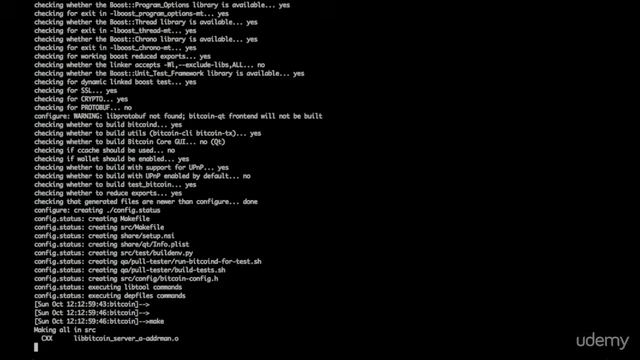 checking whether the Boost::Program_Options library is available... yes
checking for exit in -lboost_program_options-mt... yes
checking whether the Boost::Thread library is available... yes
checking for exit in -lboost_thread-mt... yes
checking whether the Boost::Chrono library is available... yes
checking for exit in -lboost_chrono-mt... yes
checking for working boost reduced exports... yes
checking whether the linker accepts -Wl,--exclude-libs,ALL... no
checking whether the Boost::Unit_Test_Framework library is available... yes
checking for dynamic linked boost test... yes
checking for SSL... yes
checking for CRYPTO... yes
checking for PROTOBUF... no
configure: WARNING: libprotobuf not found; bitcoin-qt frontend will not be built
checking whether to build bitcoind... yes
checking whether to build utils (bitcoin-cli bitcoin-tx)... yes
checking whether to build Bitcoin Core GUI... no (Qt)
checking if ccache should be used... no
checking if wallet should be enabled... yes
checking whether to build with support for UPnP... yes
checking whether to build with UPnP enabled by default... no
checking whether to build test_bitcoin... yes
checking whether to reduce exports... yes
checking that generated files are newer than configure... done
configure: creating ./config.status
config.status: creating Makefile
config.status: creating src/Makefile
config.status: creating share/setup.nsi
config.status: creating share/qt/Info.plist
config.status: creating src/test/buildenv.py
config.status: creating qa/pull-tester/run-bitcoind-for-test.sh
config.status: creating qa/pull-tester/build-tests.sh
config.status: creating src/config/bitcoin-config.h
config.status: executing libtool commands
config.status: executing depfiles commands
[Sun Oct 12:12:59:43:bitcoin]-->
[Sun Oct 12:12:59:46:bitcoin]-->
[Sun Oct 12:12:59:46:bitcoin]-->make
Making all in src
CXX libbitcoin_server_a-addrman.o
udemy